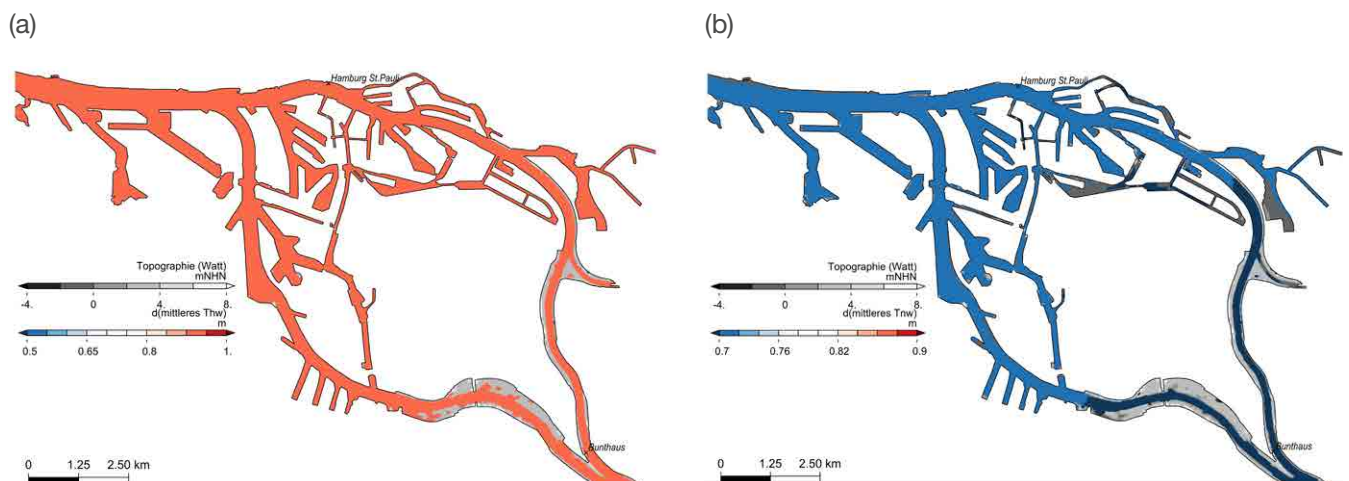 (a)
(b)
Hamburg St.Pauli
Hamburg St.Pauli
Topographie (Watt)
mNHN
-4. 0 4. 8.
d(mittleres Thw)
m
0.5 0.65 0.8 1.
Topographie (Watt)
mNHN
-4. 0 4. 8.
d(mittleres Tnw)
m
0.7 0.76 0.82 0.9
Bunthaus
Bunthaus
0 1.25 2.50 km
0 1.25 2.50 km